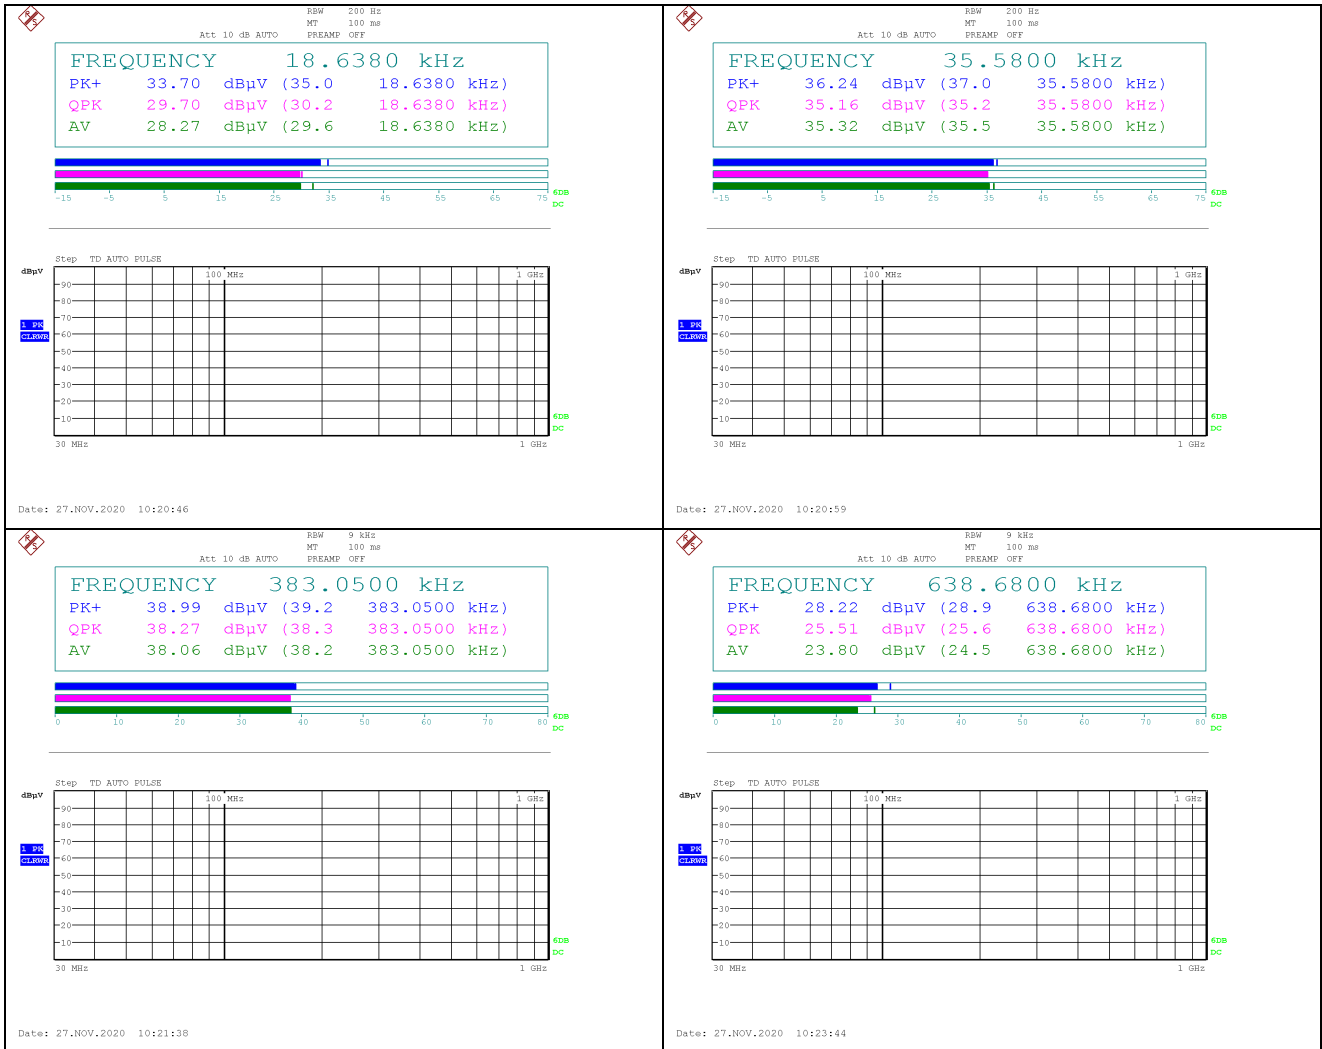 RBW 200 Hz
MT 100 ms
Att 10 dB AUTO PREAMP OFF
FREQUENCY 18.6380 kHz
PK+ 33.70 dBµV (35.0 18.6380 kHz)
QPK 29.70 dBµV (30.2 18.6380 kHz)
AV 28.27 dBµV (29.6 18.6380 kHz)
6DB
-15 -5 5 15 25 35 45 55 65 75
DC
Step TD AUTO PULSE
dBµV
100 MHz 1 GHz
90
80
70
1 PK
60
CLRWR
50
40
30
20
10
6DB
DC
30 MHz 1 GHz
Date: 27.NOV.2020 10:20:46
RBW 200 Hz
MT 100 ms
Att 10 dB AUTO PREAMP OFF
FREQUENCY 35.5800 kHz
PK+ 36.24 dBµV (37.0 35.5800 kHz)
QPK 35.16 dBµV (35.2 35.5800 kHz)
AV 35.32 dBµV (35.5 35.5800 kHz)
6DB
-15 -5 5 15 25 35 45 55 65 75
DC
Step TD AUTO PULSE
dBµV
100 MHz 1 GHz
90
80
70
1 PK
60
CLRWR
50
40
30
20
10
6DB
DC
30 MHz 1 GHz
Date: 27.NOV.2020 10:20:59
RBW 9 kHz
MT 100 ms
Att 10 dB AUTO PREAMP OFF
FREQUENCY 383.0500 kHz
PK+ 38.99 dBµV (39.2 383.0500 kHz)
QPK 38.27 dBµV (38.3 383.0500 kHz)
AV 38.06 dBµV (38.2 383.0500 kHz)
6DB
0 10 20 30 40 50 60 70 80
DC
Step TD AUTO PULSE
dBµV
100 MHz 1 GHz
90
80
70
1 PK
60
CLRWR
50
40
30
20
10
6DB
DC
30 MHz 1 GHz
Date: 27.NOV.2020 10:21:38
RBW 9 kHz
MT 100 ms
Att 10 dB AUTO PREAMP OFF
FREQUENCY 638.6800 kHz
PK+ 28.22 dBµV (28.9 638.6800 kHz)
QPK 25.51 dBµV (25.6 638.6800 kHz)
AV 23.80 dBµV (24.5 638.6800 kHz)
6DB
0 10 20 30 40 50 60 70 80
DC
Step TD AUTO PULSE
dBµV
100 MHz 1 GHz
90
80
70
1 PK
60
CLRWR
50
40
30
20
10
6DB
DC
30 MHz 1 GHz
Date: 27.NOV.2020 10:23:44